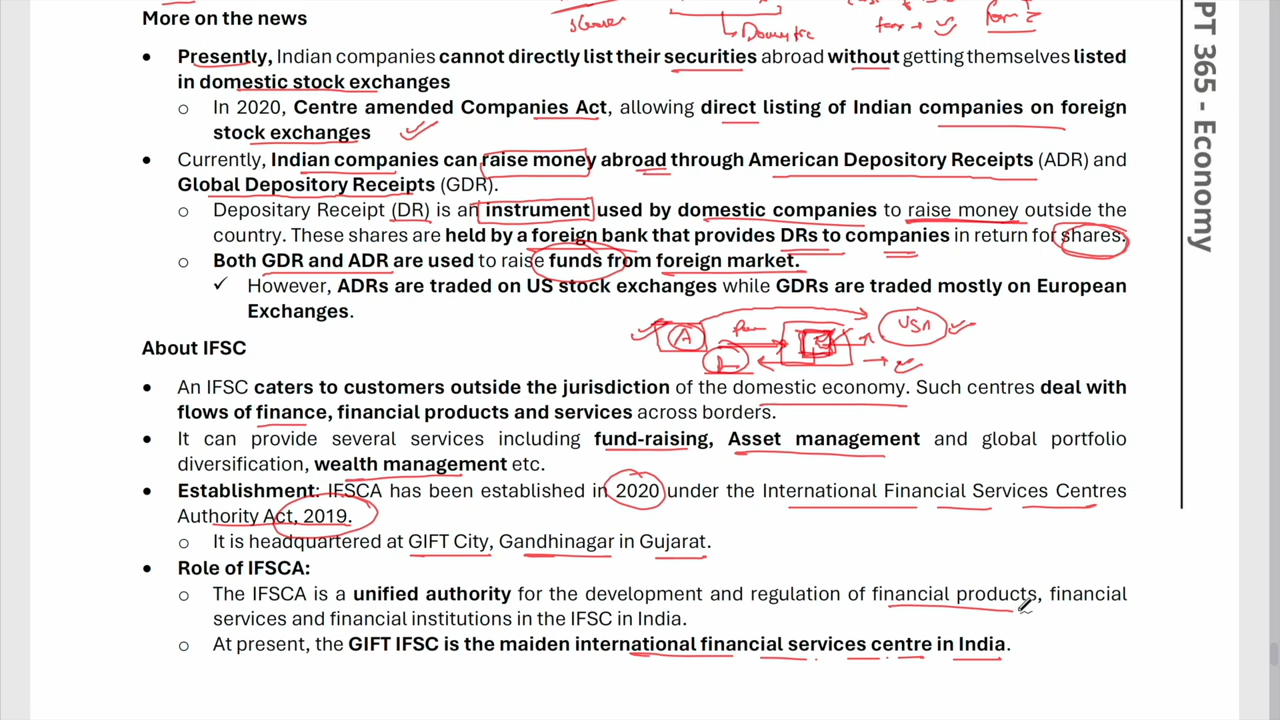 shares
Domestic
tax →
More on the news
• Presently, Indian companies cannot directly list their securities abroad without getting themselves listed
in domestic stock exchanges
○ In 2020, Centre amended Companies Act, allowing direct listing of Indian companies on foreign
stock exchanges
• Currently, Indian companies can raise money abroad through American Depository Receipts (ADR) and
Global Depository Receipts (GDR).
○ Depositary Receipt (DR) is an instrument used by domestic companies to raise money outside the
country. These shares are held by a foreign bank that provides DRs to companies in return for shares.
○ Both GDR and ADR are used to raise funds from foreign market.
✓ However, ADRs are traded on US stock exchanges while GDRs are traded mostly on European
Exchanges.
A
USA
About IFSC
• An IFSC caters to customers outside the jurisdiction of the domestic economy. Such centres deal with
flows of finance, financial products and services across borders.
• It can provide several services including fund-raising, Asset management and global portfolio
diversification, wealth management etc.
• Establishment: IFSCA has been established in 2020 under the International Financial Services Centres
Authority Act, 2019.
○ It is headquartered at GIFT City, Gandhinagar in Gujarat.
• Role of IFSCA:
○ The IFSCA is a unified authority for the development and regulation of financial products, financial
services and financial institutions in the IFSC in India.
○ At present, the GIFT IFSC is the maiden international financial services centre in India.
PT 365 - Economy